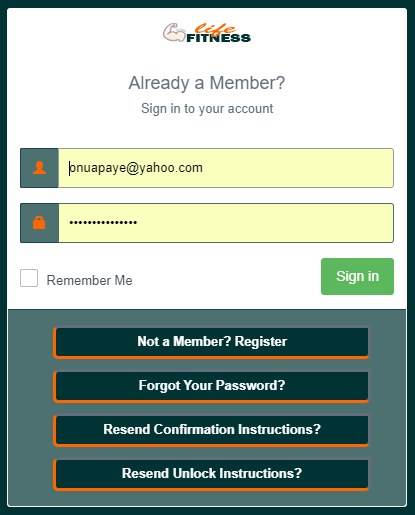 life
FITNESS
Already a Member?
Sign in to your account
onuapaye@yahoo.com
•••••••••••••••
Remember Me
Sign in
Not a Member? Register
Forgot Your Password?
Resend Confirmation Instructions?
Resend Unlock Instructions?